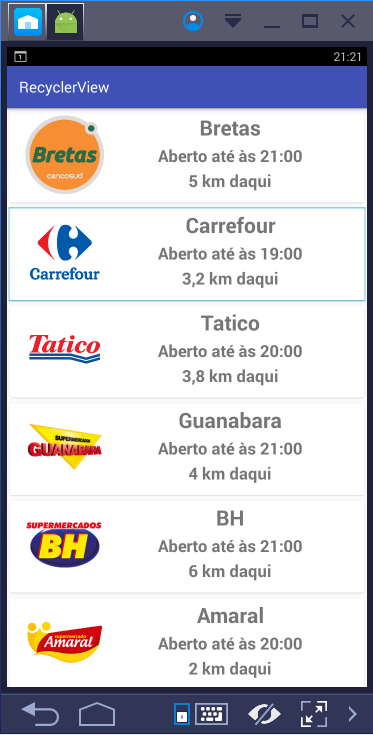 1
21:21
RecyclerView
Bretas
cencosud
Bretas
Aberto até às 21:00
5 km daqui
Carrefour
Carrefour
Aberto até às 19:00
3,2 km daqui
Tatico
Tatico
Aberto até às 20:00
3,8 km daqui
SUPERMERCADOS
GUANABARA
Guanabara
Aberto até às 21:00
4 km daqui
SUPERMERCADOS
BH
BH
Aberto até às 21:00
6 km daqui
supermercado
Amaral
Amaral
Aberto até às 20:00
2 km daqui